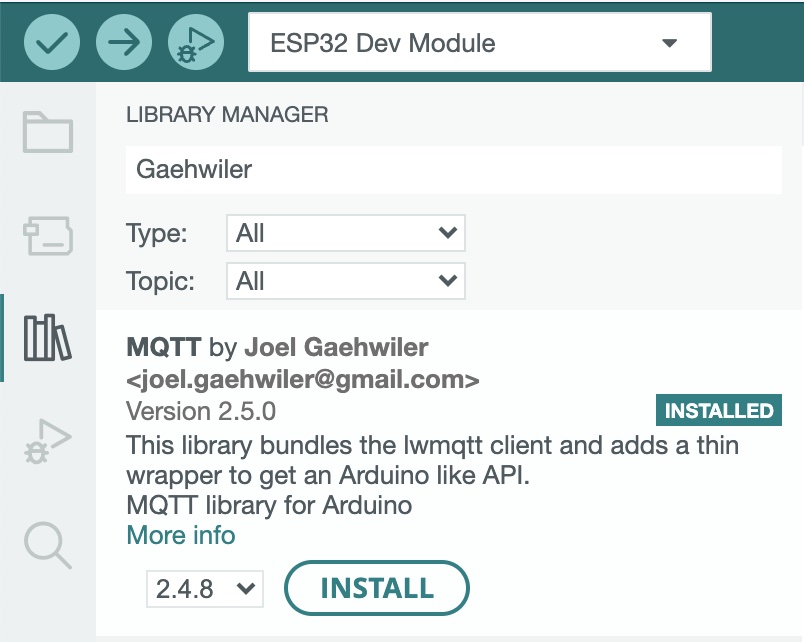 ESP32 Dev Module
LIBRARY MANAGER
Gaehwiler
Type: All
Topic: All
MQTT by Joel Gaehwiler
<joel.gaehwiler@gmail.com>
Version 2.5.0 INSTALLED
This library bundles the lwmqtt client and adds a thin
wrapper to get an Arduino like API.
MQTT library for Arduino
More info
2.4.8 INSTALL